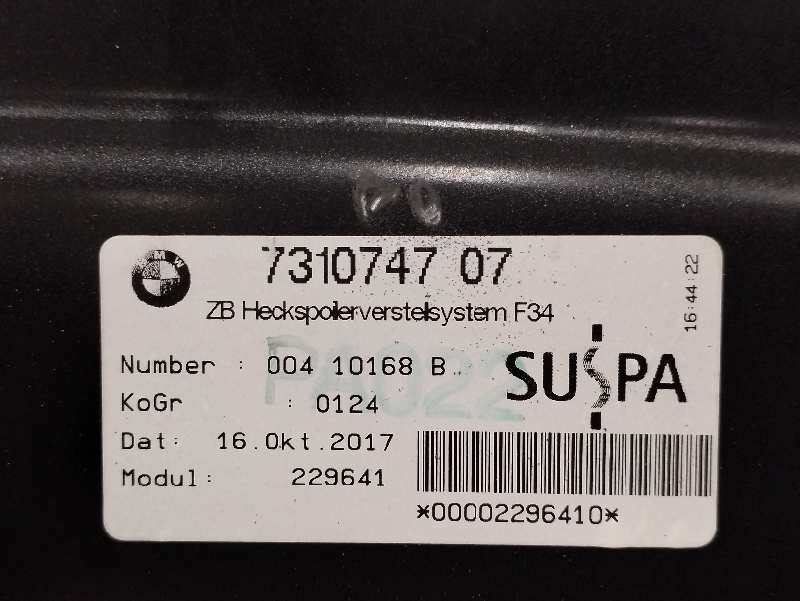 BMW
7310747 07
ZB Heckspoilerverstellsystem F34
16:44 22
Number : 004 10168 B
SUSPA
KoGr : 0124
PA022
Dat: 16.Okt.2017
Modul: 229641
*00002296410*